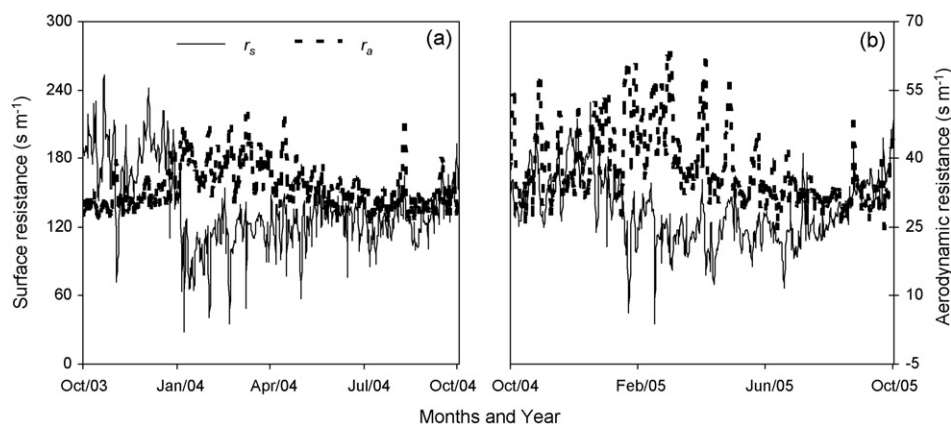 300
240
180
120
60
0
Surface resistance (s m⁻¹)
rₛ
rₐ
(a)
Oct/03 Jan/04 Apr/04 Jul/04 Oct/04
(b)
70
55
40
25
10
-5
Aerodynamic resistance (s m⁻¹)
Oct/04 Feb/05 Jun/05 Oct/05
Months and Year